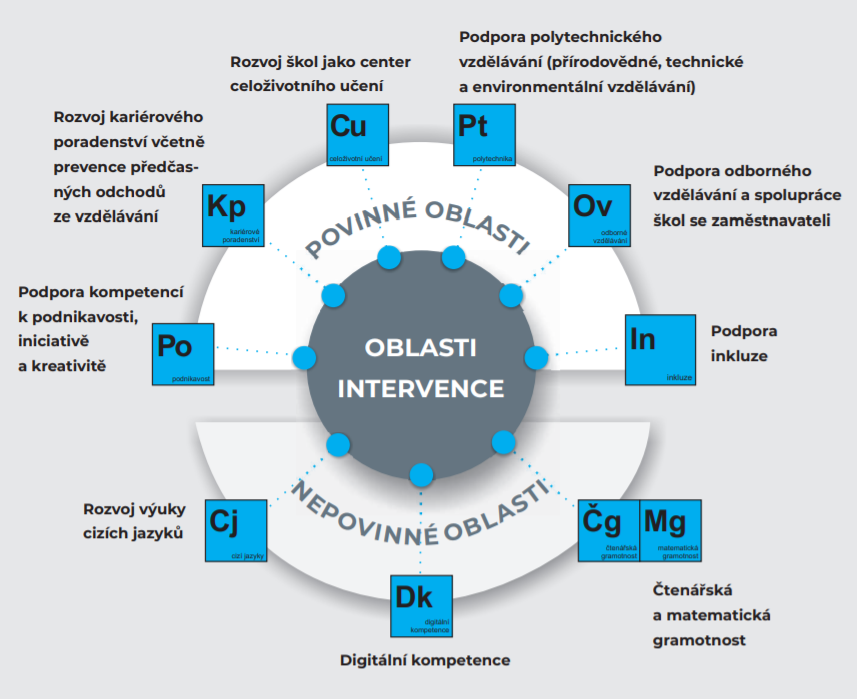 Podpora polytechnického
vzdělávání (přírodovědné, technické
a environmentální vzdělávání)
Rozvoj škol jako center
celoživotního učení
Rozvoj kariérového
poradenství včetně
prevence předčas-
ných odchodů
ze vzdělávání
Cu
celoživotní učení
Pt
polytechnika
Kp
kariérové
poradenství
Ov
odborné
vzdělávání
Podpora odborného
vzdělávání a spolupráce
škol se zaměstnavateli
POVINNÉ OBLASTI
Podpora kompetencí
k podnikavosti,
iniciativě
a kreativitě
Po
podnikavost
OBLASTI
INTERVENCE
In
inkluze
Podpora
inkluze
NEPOVINNÉ OBLASTI
Rozvoj výuky
cizích jazyků
Cj
cizí jazyky
Čg
čtenářská
gramotnost
Mg
matematická
gramotnost
Čtenářská
a matematická
gramotnost
Dk
digitální
kompetence
Digitální kompetence